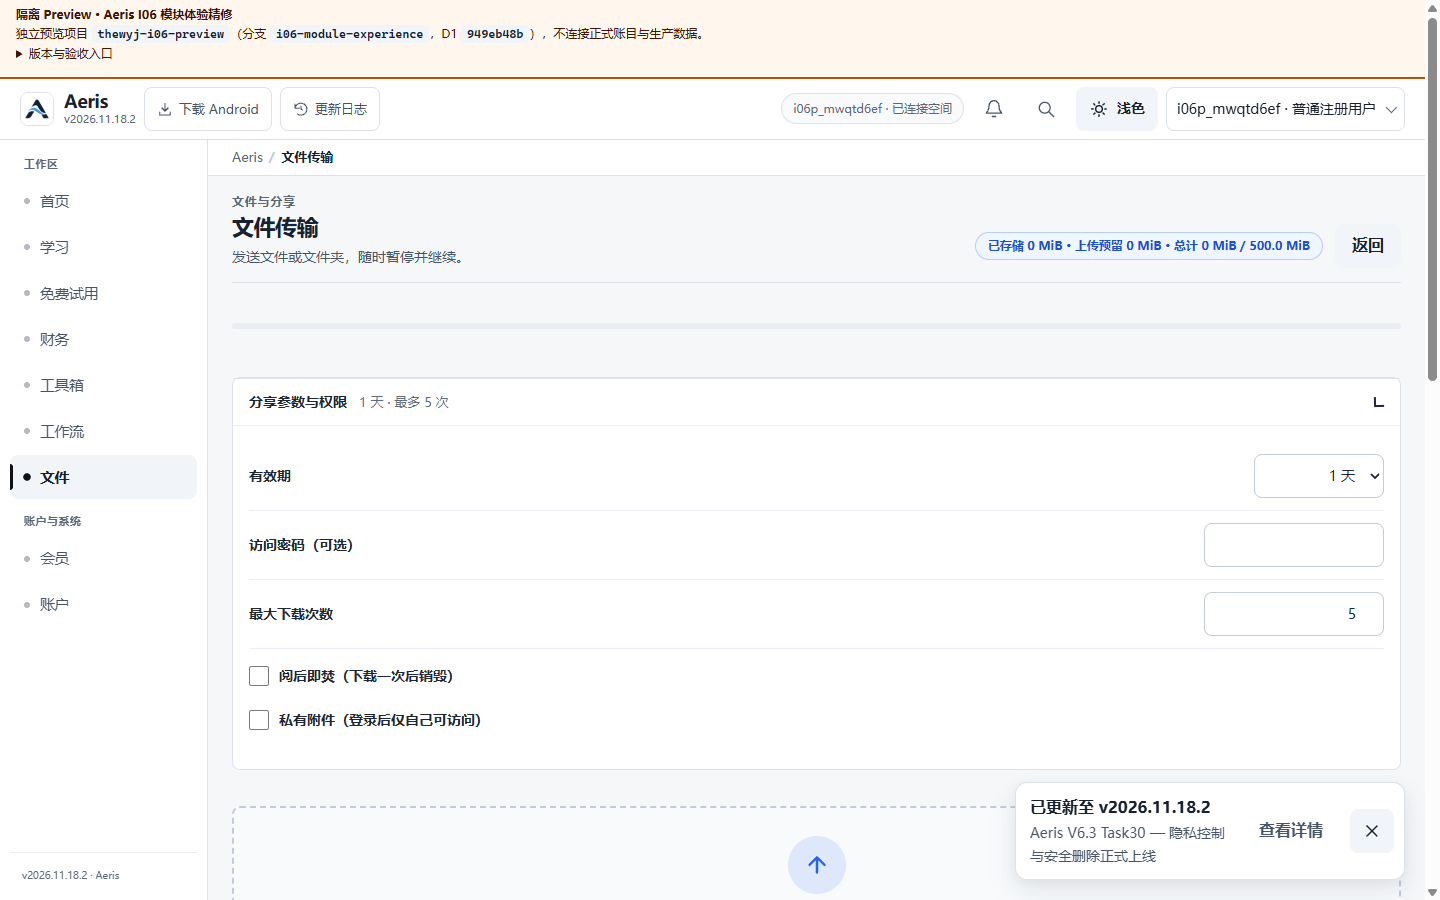 隔离 Preview • Aeris I06 模块体验精修
独立预览项目 thewyj-i06-preview （分支 i06-module-experience ，D1 949eb48b ），不连接正式账目与生产数据。
▶ 版本与验收入口
Aeris
v2026.11.18.2
下载 Android
更新日志
i06p_mwqtd6ef · 已连接空间
浅色
i06p_mwqtd6ef · 普通注册用户
工作区
首页
学习
免费试用
财务
工具箱
工作流
文件
账户与系统
会员
账户
v2026.11.18.2 · Aeris
Aeris / 文件传输
文件与分享
文件传输
发送文件或文件夹，随时暂停并继续。
已存储 0 MiB • 上传预留 0 MiB • 总计 0 MiB / 500.0 MiB
返回
分享参数与权限 1 天 · 最多 5 次
有效期
1 天
访问密码（可选）
最大下载次数
5
阅后即焚（下载一次后销毁）
私有附件（登录后仅自己可访问）
已更新至 v2026.11.18.2
Aeris V6.3 Task30 — 隐私控制
与安全删除正式上线
查看详情